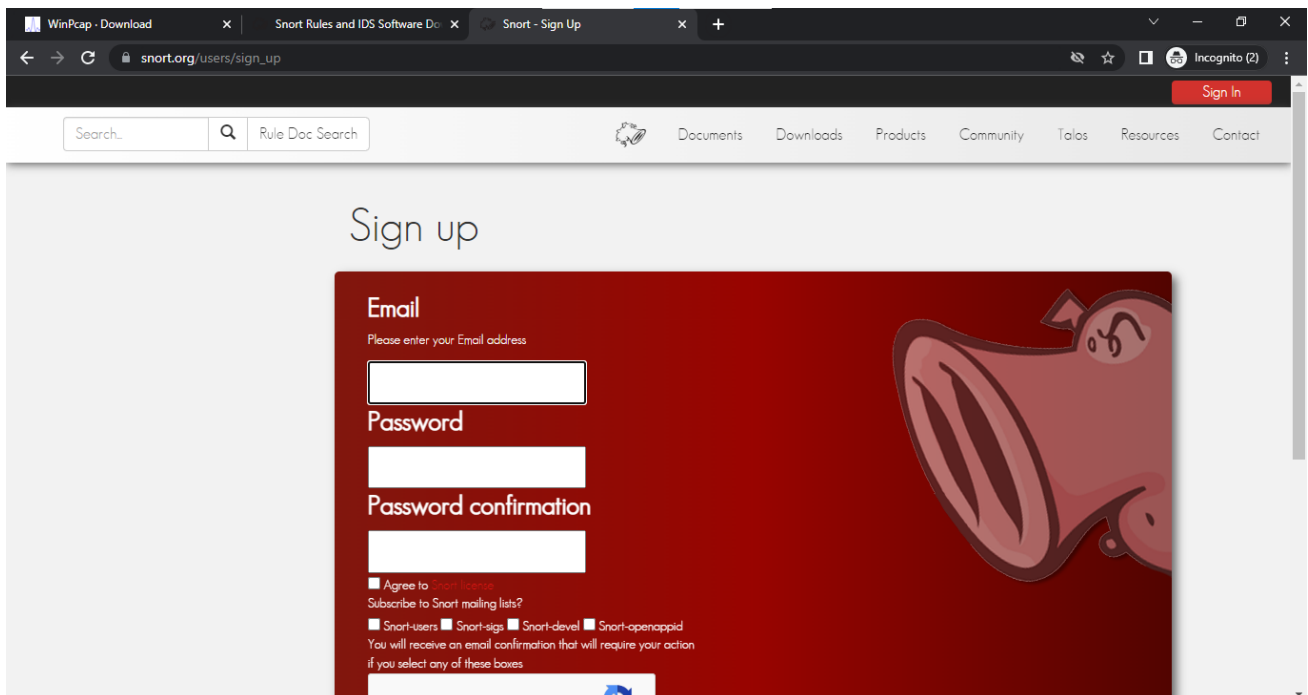 WinPcap - Download
Snort Rules and IDS Software Do
Snort - Sign Up
snort.org/users/sign_up
Incognito (2)
Sign In
Search..
Rule Doc Search
Documents
Downloads
Products
Community
Talos
Resources
Contact
Sign up
Email
Please enter your Email address
Password
Password confirmation
Agree to Snort license
Subscribe to Snort mailing lists?
Snort-users Snort-sigs Snort-devel Snort-openappid
You will receive an email confirmation that will require your action
if you select any of these boxes